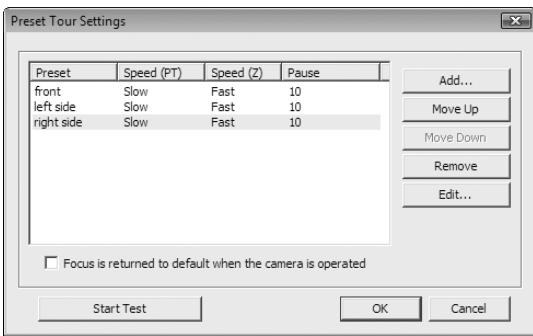 Preset Tour Settings
Preset Speed (PT) Speed (Z) Pause
front Slow Fast 10
left side Slow Fast 10
right side Slow Fast 10
Add...
Move Up
Move Down
Remove
Edit...
Focus is returned to default when the camera is operated
Start Test OK Cancel